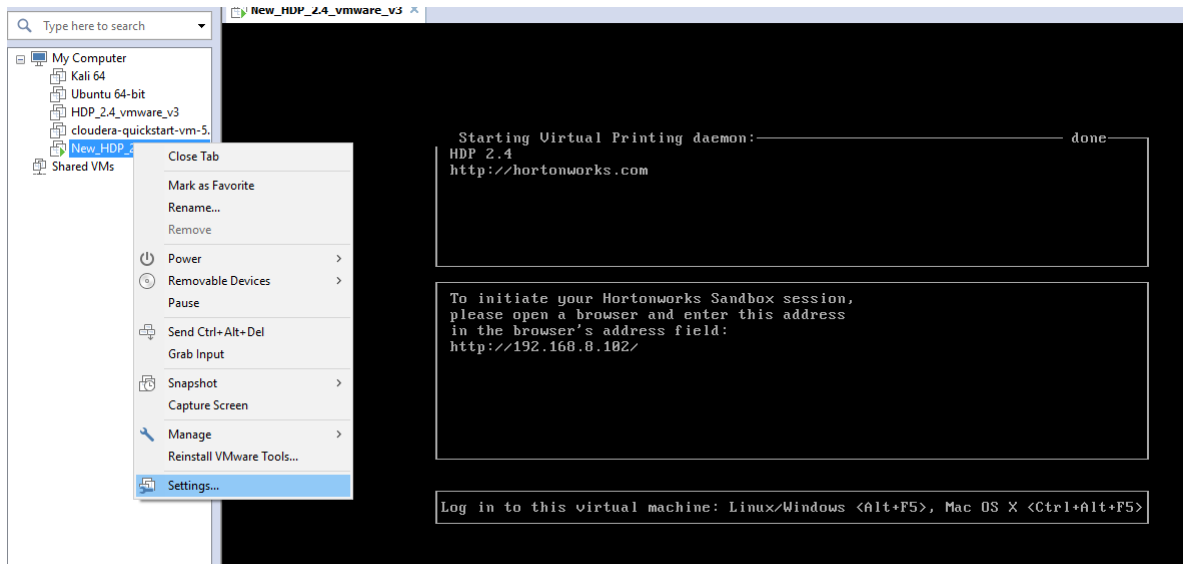 New_HDP_2.4_vmware_v3
Type here to search
My Computer
Kali 64
Ubuntu 64-bit
HDP_2.4_vmware_v3
cloudera-quickstart-vm-5.
New_HDP_2
Shared VMs
Close Tab
Mark as Favorite
Rename...
Remove
Power
Removable Devices
Pause
Send Ctrl+Alt+Del
Grab Input
Snapshot
Capture Screen
Manage
Reinstall VMware Tools...
Settings...
Starting Virtual Printing daemon: done
HDP 2.4
http://hortonworks.com
To initiate your Hortonworks Sandbox session,
please open a browser and enter this address
in the browser's address field:
http://192.168.8.102/
Log in to this virtual machine: Linux/Windows <Alt+F5>, Mac OS X <Ctrl+Alt+F5>